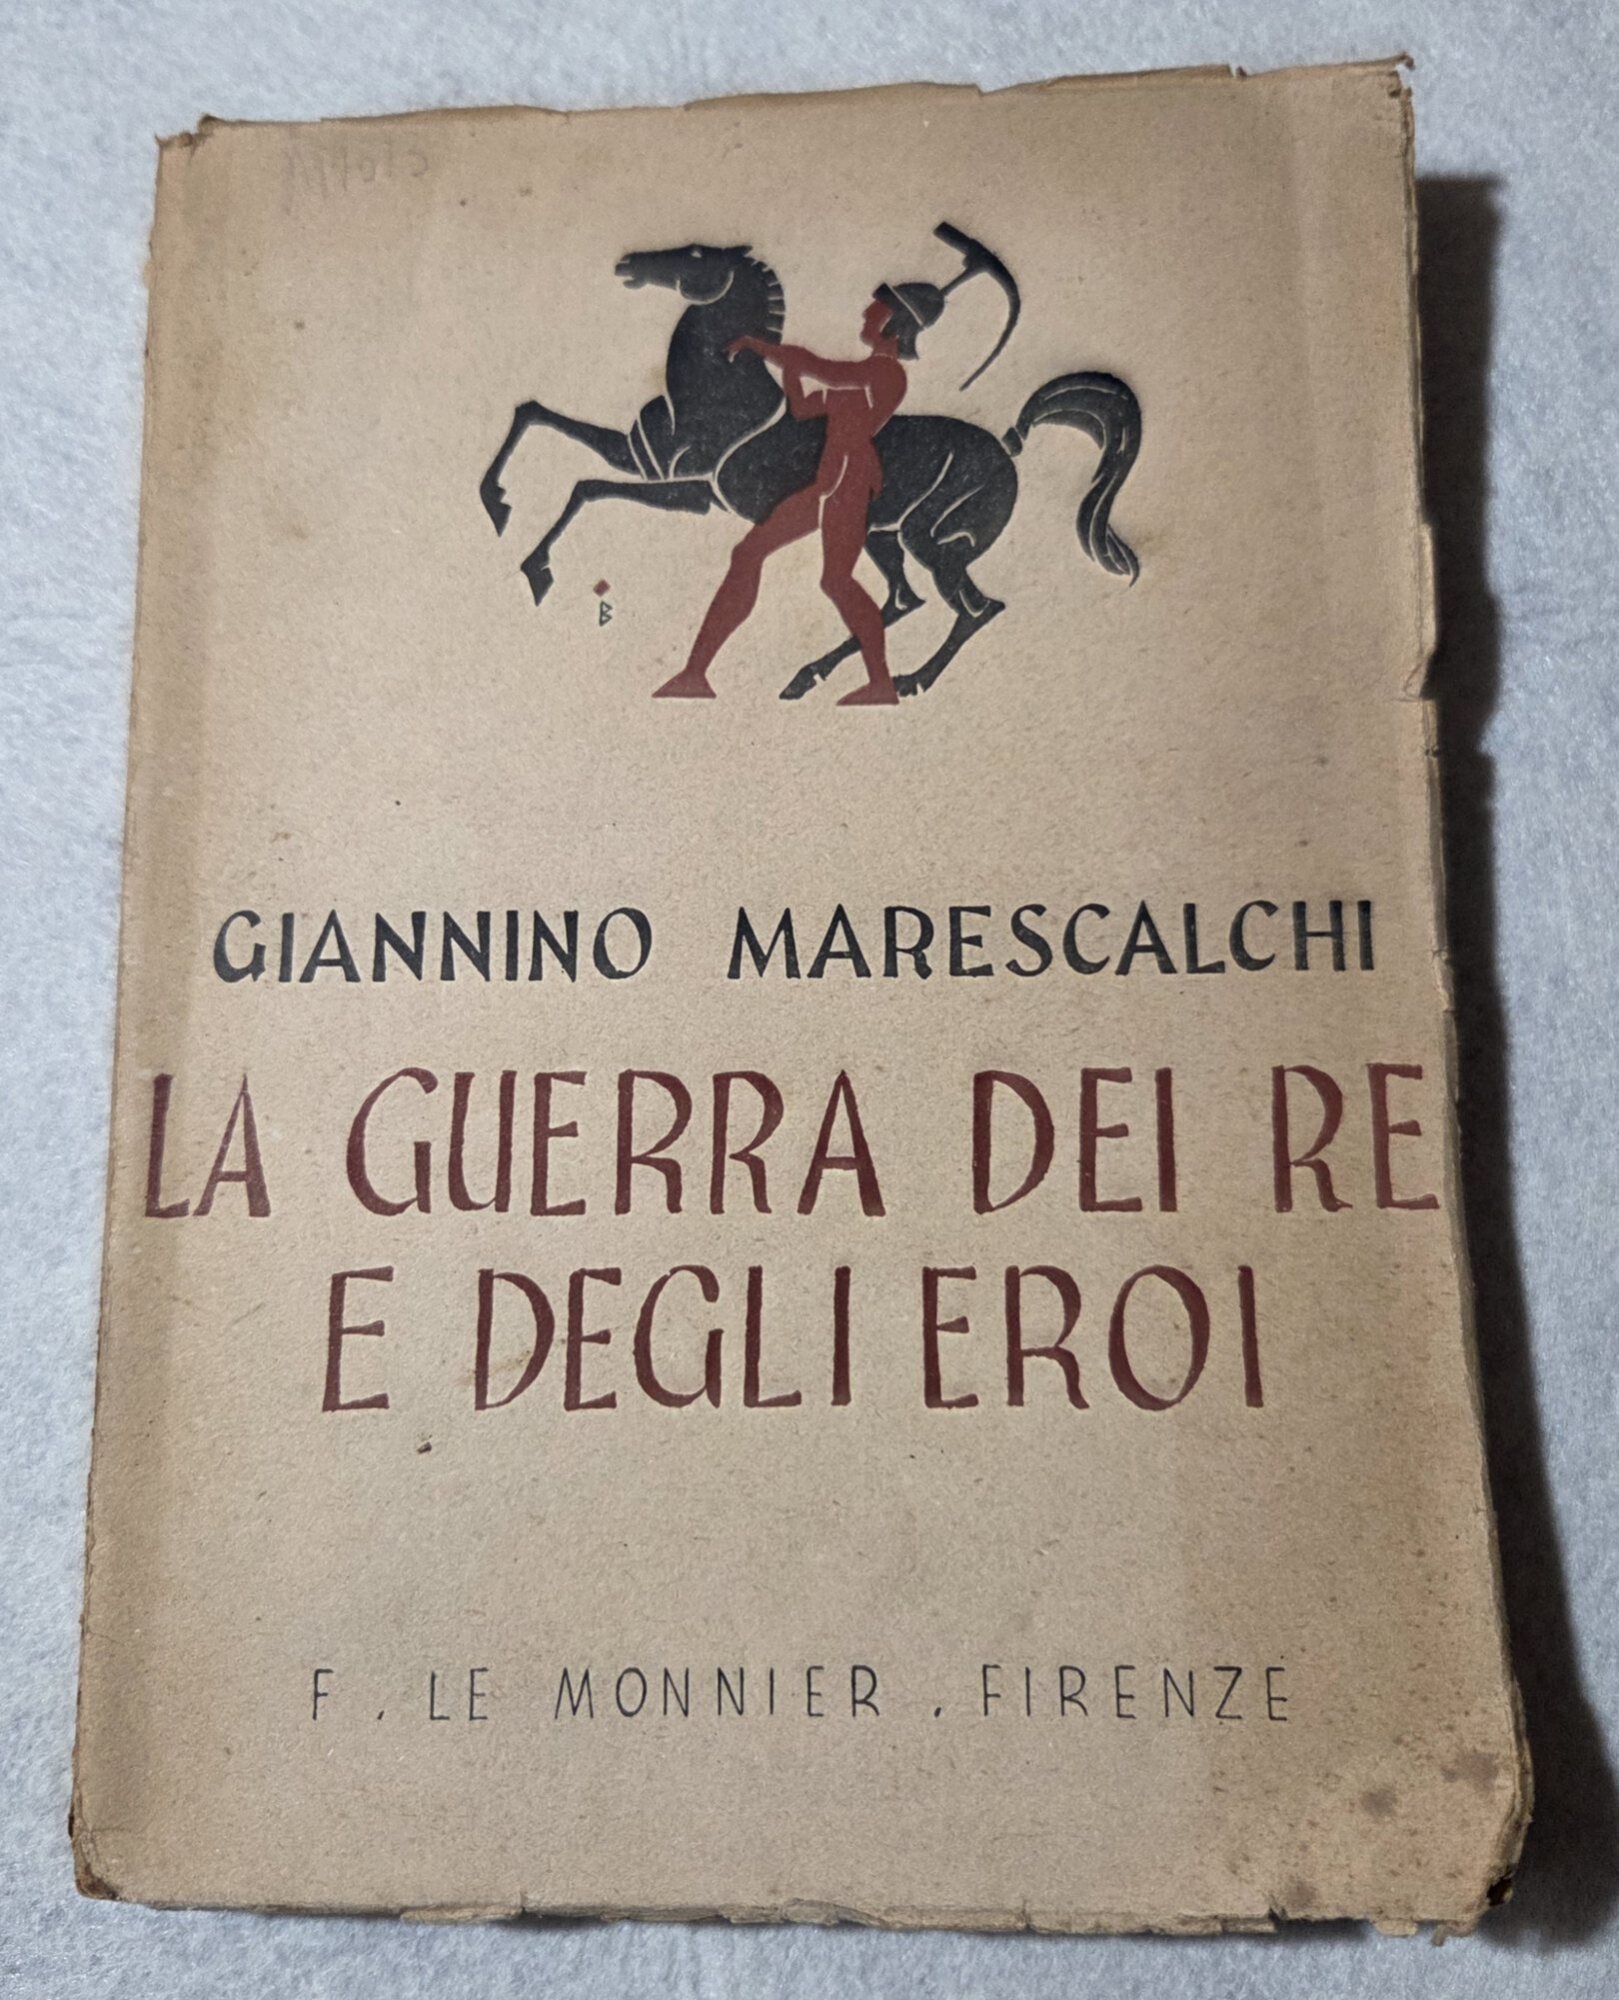 B
GIANNINO MARESCALCHI
LA GUERRA DEI RE
E DEGLI EROI
F. LE MONNIER . FIRENZE